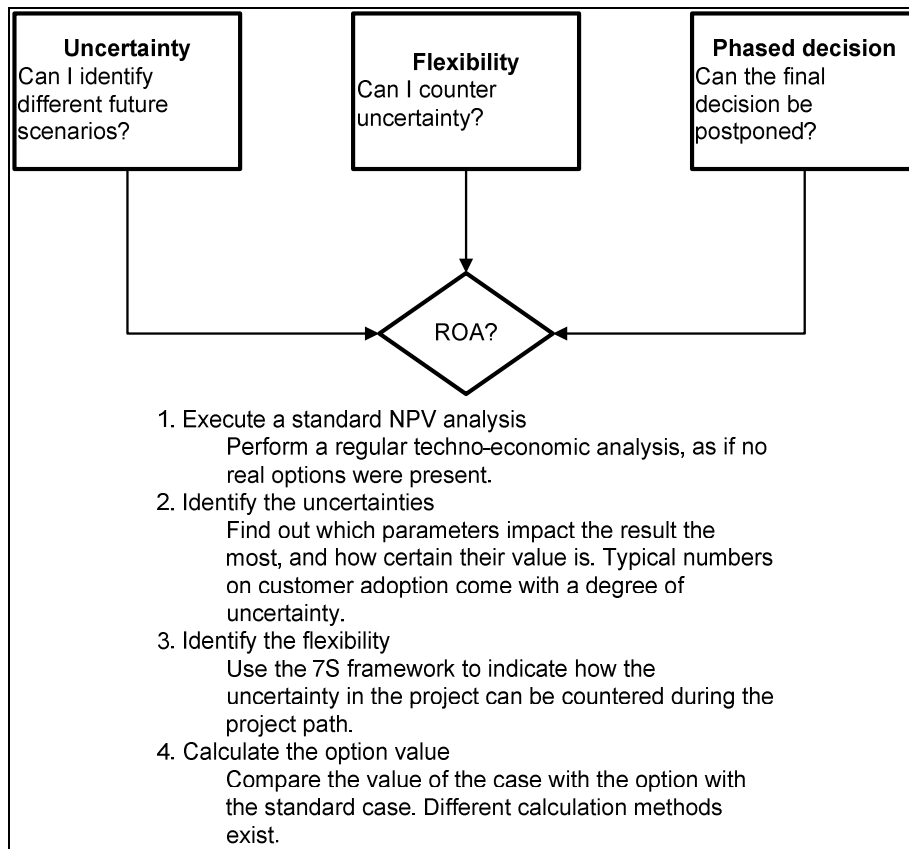 Uncertainty
Can I identify
different future
scenarios?
Flexibility
Can I counter
uncertainty?
Phased decision
Can the final
decision be
postponed?
ROA?
1. Execute a standard NPV analysis
Perform a regular techno-economic analysis, as if no
real options were present.
2. Identify the uncertainties
Find out which parameters impact the result the
most, and how certain their value is. Typical numbers
on customer adoption come with a degree of
uncertainty.
3. Identify the flexibility
Use the 7S framework to indicate how the
uncertainty in the project can be countered during the
project path.
4. Calculate the option value
Compare the value of the case with the option with
the standard case. Different calculation methods
exist.